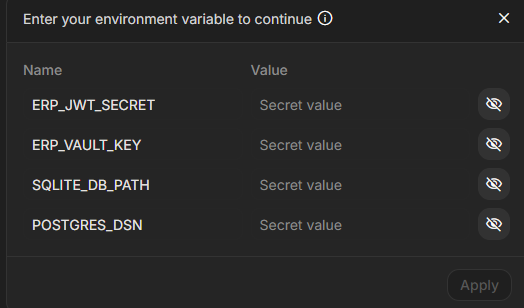 Enter your environment variable to continue
Name Value
ERP_JWT_SECRET Secret value
ERP_VAULT_KEY Secret value
SQLITE_DB_PATH Secret value
POSTGRES_DSN Secret value
Apply